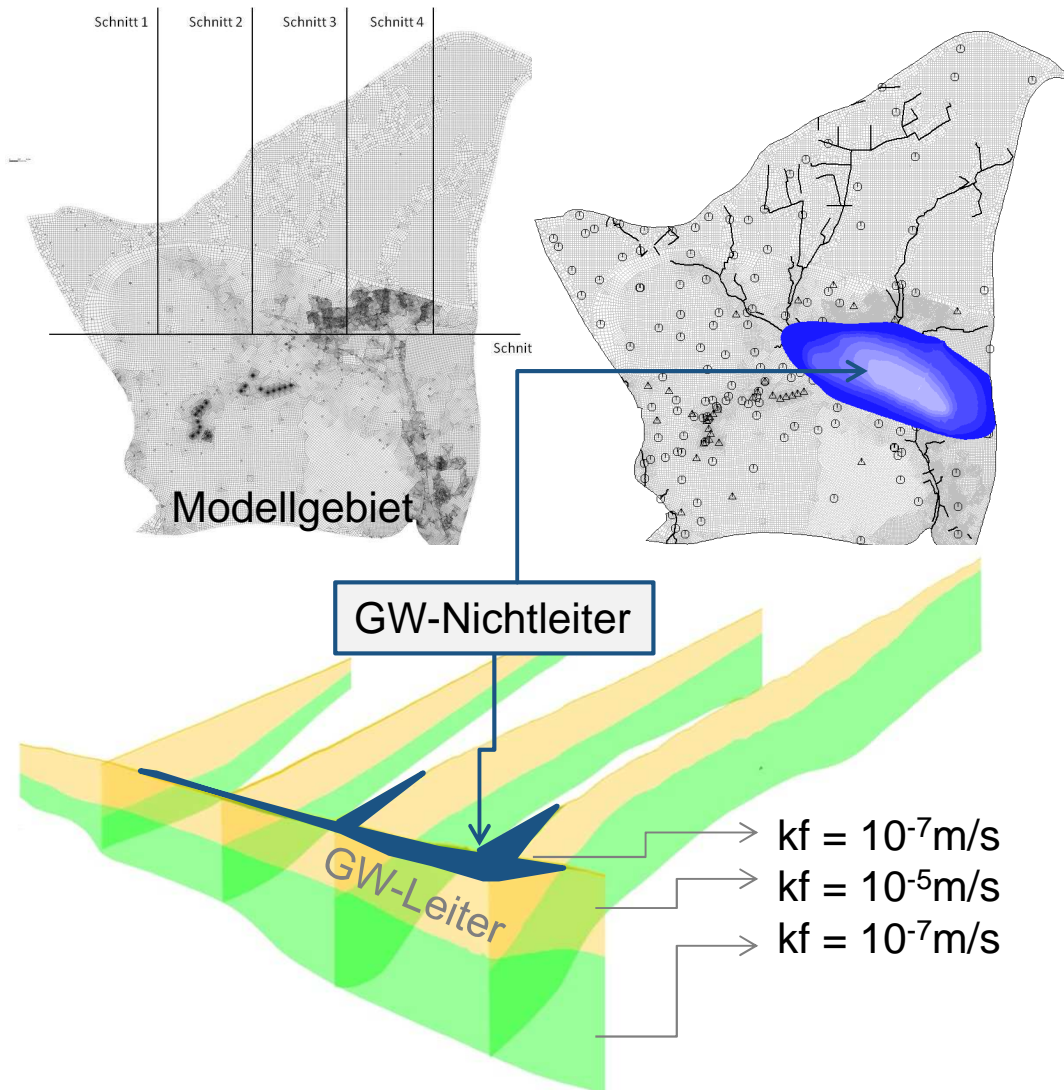 Schnitt 1
Schnitt 2
Schnitt 3
Schnitt 4
Schnit
Modellgebiet
GW-Nichtleiter
GW-Leiter
kf = 10⁻⁷m/s
kf = 10⁻⁵m/s
kf = 10⁻⁷m/s